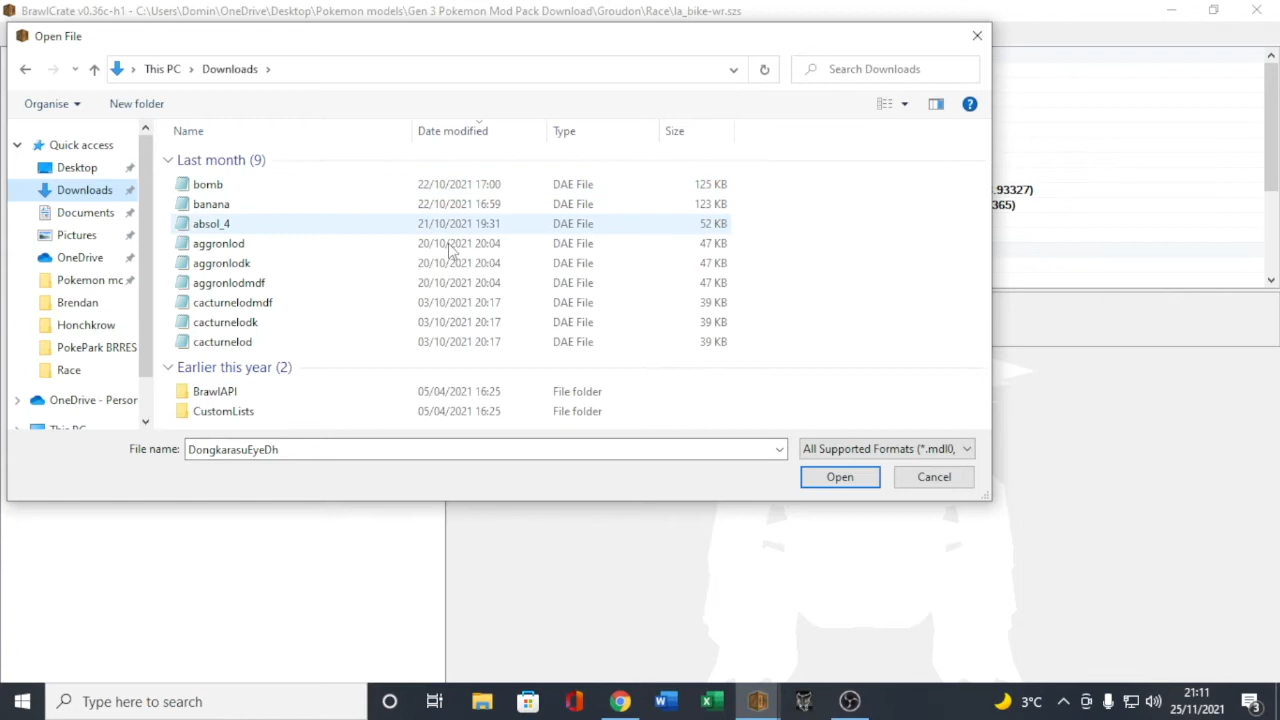 BrawlCrate v0.36c-h1 - C:\Users\Domin\OneDrive\Desktop\Pokemon models\Gen 3 Pokemon Mod Pack Download\Groudon\Race\la_bike-wr.szs
Open File
This PC > Downloads >
Search Downloads
Organise
New folder
Name Date modified Type Size
Quick access
Desktop
Downloads
Documents
Pictures
OneDrive
Pokemon mc
Brendan
Honchkrow
PokePark BRRES
Race
OneDrive - Persor
Last month (9)
bomb 22/10/2021 17:00 DAE File 125 KB
banana 22/10/2021 16:59 DAE File 123 KB
absol_4 21/10/2021 19:31 DAE File 52 KB
aggronlod 20/10/2021 20:04 DAE File 47 KB
aggronlodk 20/10/2021 20:04 DAE File 47 KB
aggronlodmdf 20/10/2021 20:04 DAE File 47 KB
cacturnelodmdf 03/10/2021 20:17 DAE File 39 KB
cacturnelodk 03/10/2021 20:17 DAE File 39 KB
cacturnelod 03/10/2021 20:17 DAE File 39 KB
Earlier this year (2)
BrawlAPI 05/04/2021 16:25 File folder
CustomLists 05/04/2021 16:25 File folder
.93327)
365)
File name: DongkarasuEyeDh
All Supported Formats (*.mdl0,
Open
Cancel
Type here to search
3°C
21:11
25/11/2021
3